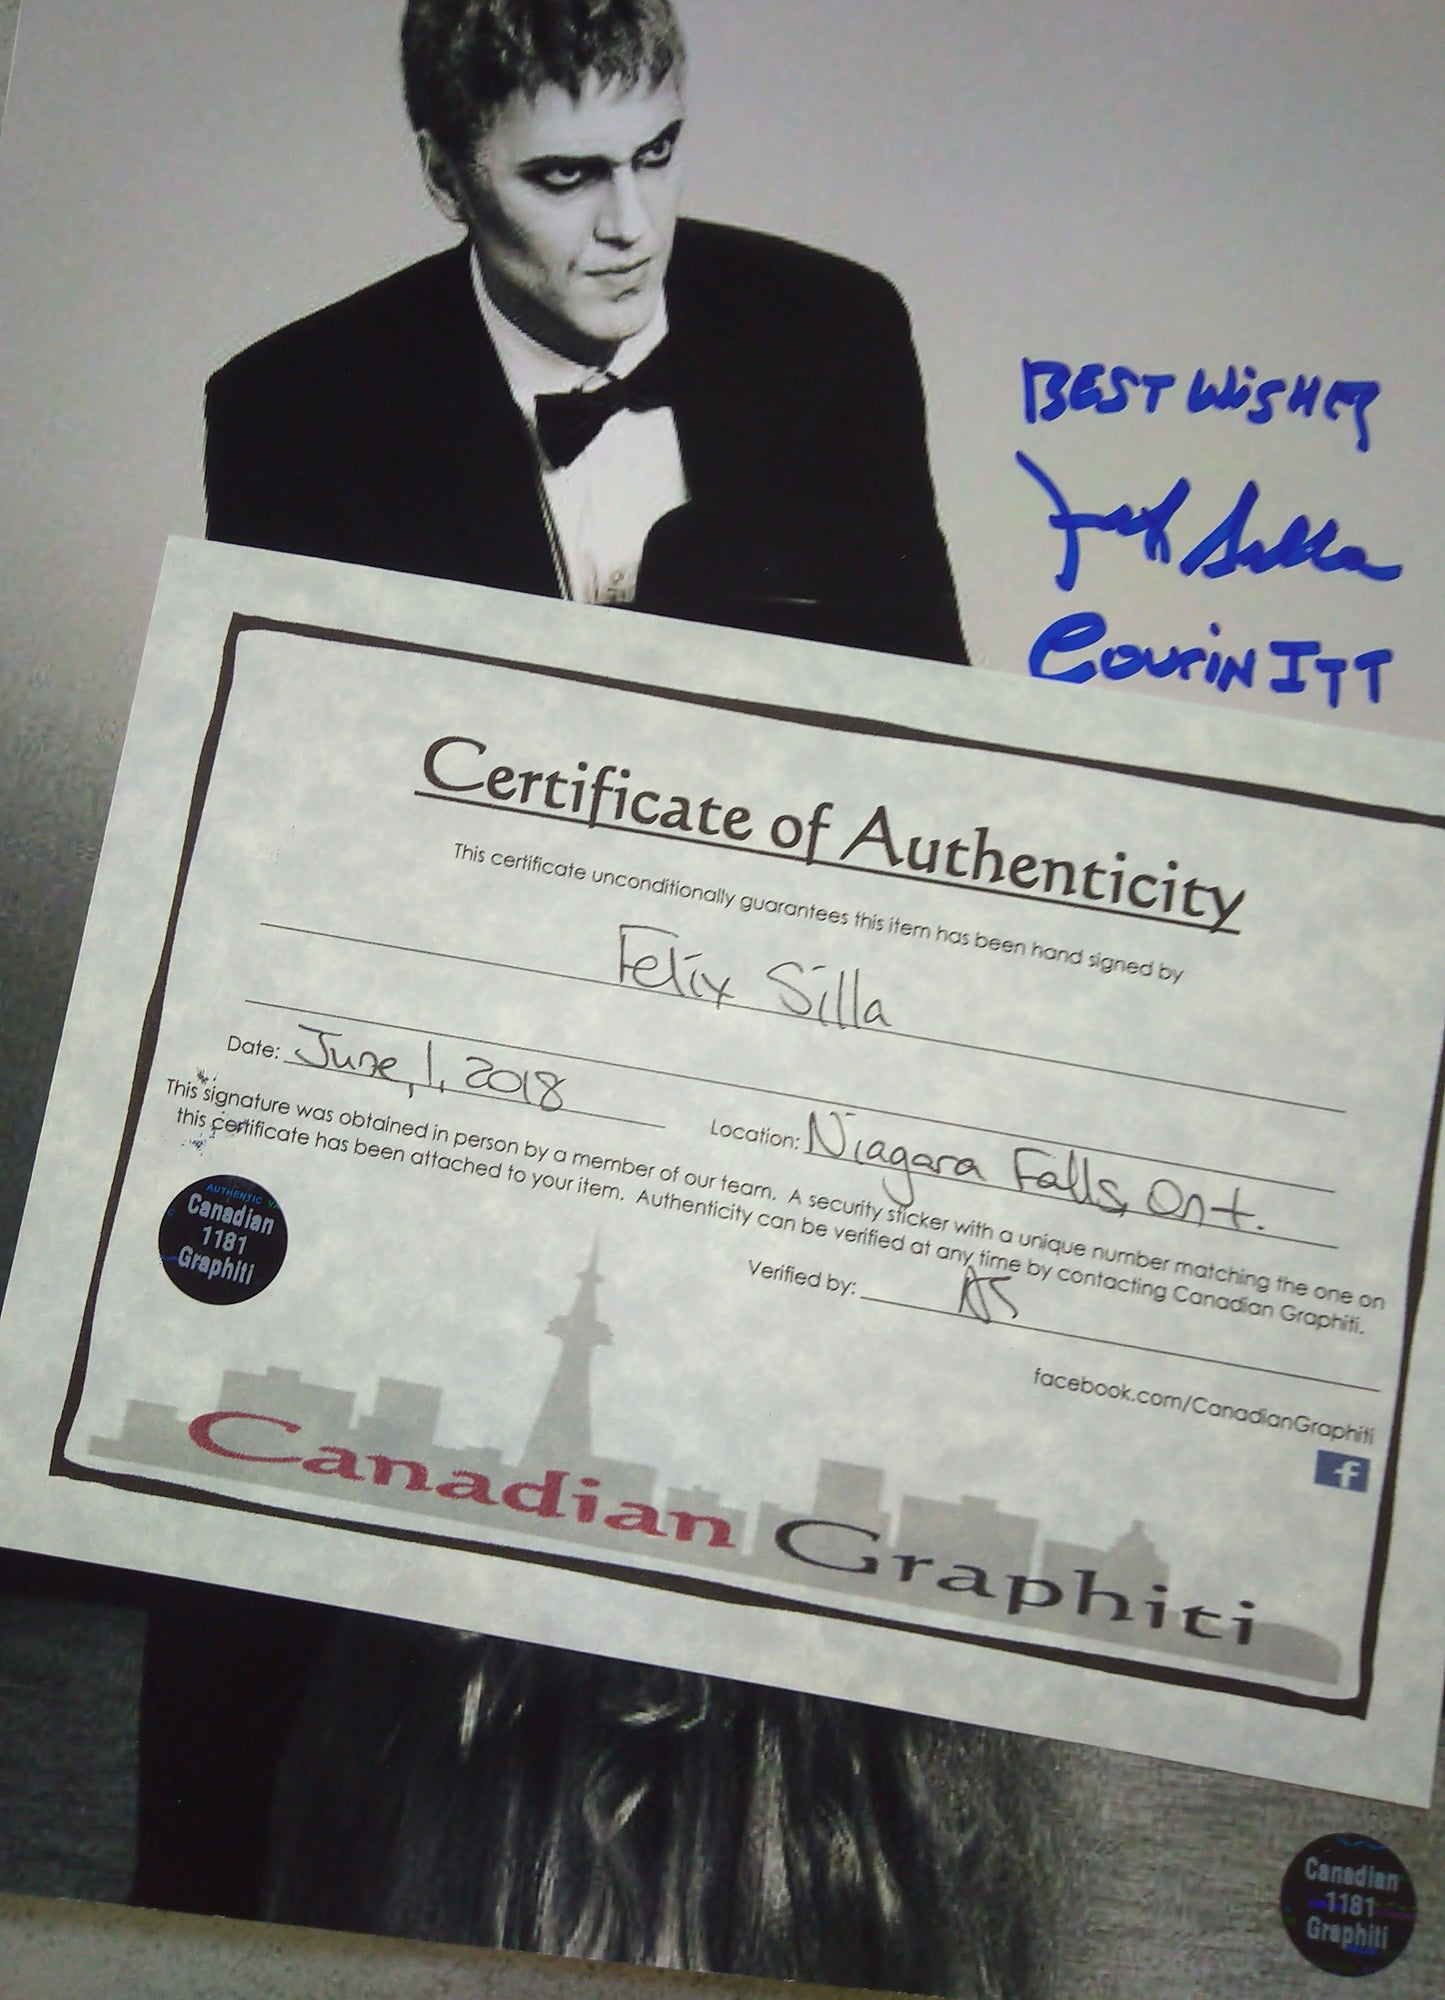 BEST WISHES
Felix Silla
COUSIN ITT
Certificate of Authenticity
This certificate unconditionally guarantees this item has been hand signed by
Felix Silla
Date: June, 1, 2018
Location: Niagara Falls, Ont.
This signature was obtained in person by a member of our team. A security sticker with a unique number matching the one on
this certificate has been attached to your item. Authenticity can be verified at any time by contacting Canadian Graphiti.
AUTHENTIC
Canadian
1181
Graphiti
Verified by: AS
facebook.com/CanadianGraphiti
f
Canadian Graphiti
Canadian
1181
Graphiti